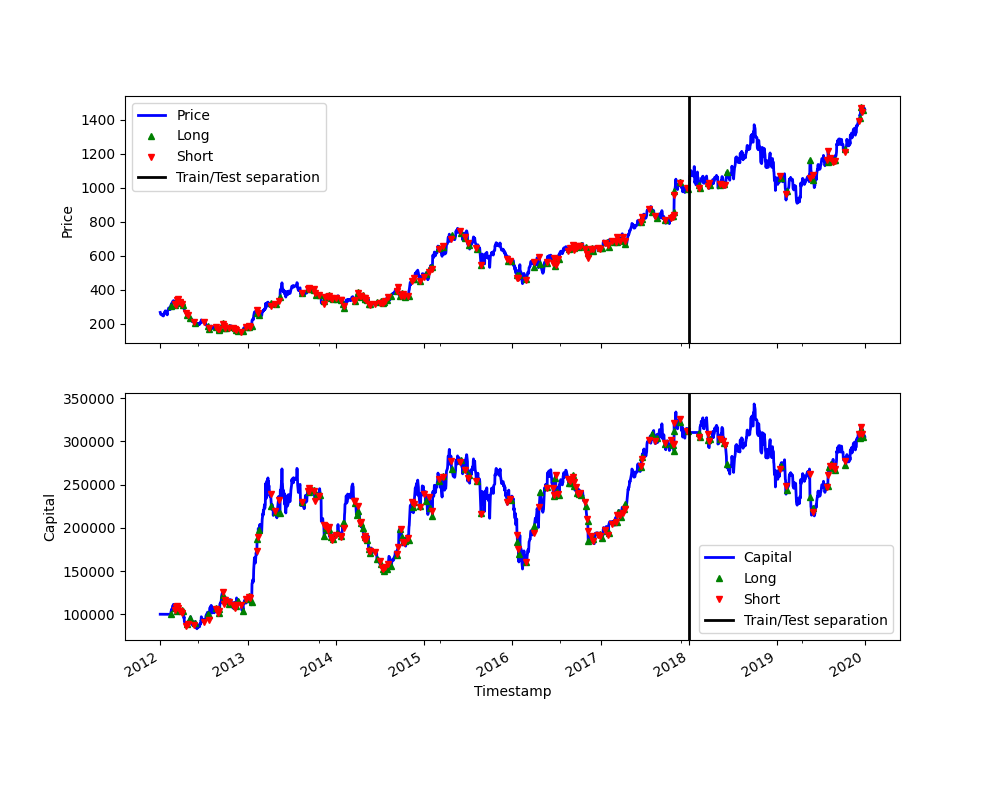 1400
1200
1000
800
600
400
200
Price
Price
Long
Short
Train/Test separation
350000
300000
250000
200000
150000
100000
Capital
Capital
Long
Short
Train/Test separation
2012 2013 2014 2015 2016 2017 2018 2019 2020
Timestamp